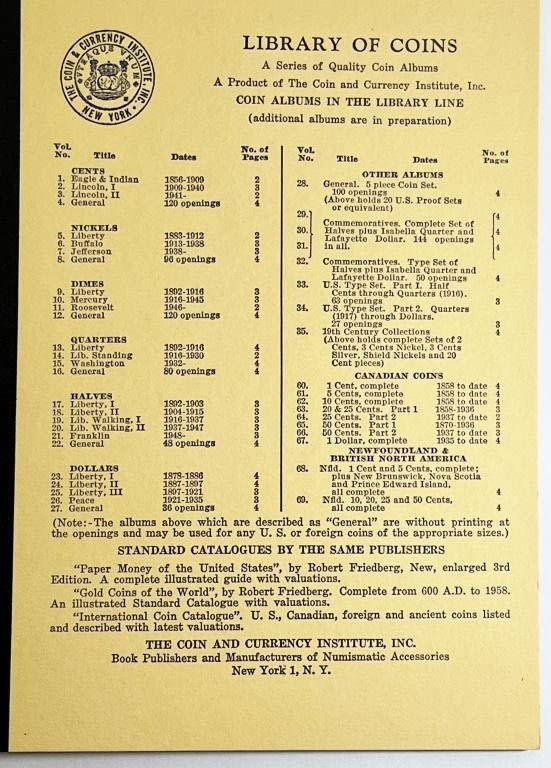 THE COIN & CURRENCY INSTITUTE, INC.
UTRAQUE UNUM
NEW YORK
LIBRARY OF COINS
A Series of Quality Coin Albums
A Product of The Coin and Currency Institute, Inc.
COIN ALBUMS IN THE LIBRARY LINE
(additional albums are in preparation)
Vol. No. Title Dates No. of Pages
CENTS
1. Eagle & Indian 1856-1909 2
2. Lincoln, I 1909-1940 3
3. Lincoln, II 1941- 2
4. General 120 openings 4
NICKELS
5. Liberty 1883-1912 2
6. Buffalo 1913-1938 3
7. Jefferson 1938- 3
8. General 96 openings 4
DIMES
9. Liberty 1892-1916 3
10. Mercury 1916-1945 3
11. Roosevelt 1946- 2
12. General 120 openings 4
QUARTERS
13. Liberty 1892-1916 4
14. Lib. Standing 1916-1930 2
15. Washington 1932- 4
16. General 80 openings 4
HALVES
17. Liberty, I 1892-1903 3
18. Liberty, II 1904-1915 3
19. Lib. Walking, I 1916-1937 3
20. Lib. Walking, II 1937-1947 3
21. Franklin 1948- 3
22. General 48 openings 4
DOLLARS
23. Liberty, I 1878-1886 4
24. Liberty, II 1887-1897 4
25. Liberty, III 1897-1921 3
26. Peace 1921-1935 3
27. General 36 openings 4
Vol. No. Title Dates No. of Pages
OTHER ALBUMS
28. General. 5 piece Coin Set.
100 openings 4
(Above holds 20 U.S. Proof Sets
or equivalent)
29. 4
Commemoratives. Complete Set of
30. Halves plus Isabella Quarter and 4
Lafayette Dollar. 144 openings
31. in all. 4
32. Commemoratives. Type Set of
Halves plus Isabella Quarter and
Lafayette Dollar. 50 openings 4
33. U.S. Type Set. Part I. Half
Cents through Quarters (1916).
63 openings 3
34. U.S. Type Set. Part 2. Quarters
(1917) through Dollars.
27 openings 3
35. 19th Century Collections 4
(Above holds complete Sets of 2
Cents, 3 Cents Nickel, 3 Cents
Silver, Shield Nickels and 20
Cent pieces)
CANADIAN COINS
60. 1 Cent, complete 1858 to date 4
61. 5 Cents, complete 1858 to date 4
62. 10 Cents, complete 1858 to date 4
63. 20 & 25 Cents. Part 1 1858-1936 3
64. 25 Cents. Part 2 1937 to date 2
65. 50 Cents. Part 1 1870-1936 3
66. 50 Cents. Part 2 1937 to date 3
67. 1 Dollar, complete 1935 to date 4
NEWFOUNDLAND &
BRITISH NORTH AMERICA
68. Nfld. 1 Cent and 5 Cents, complete;
plus New Brunswick, Nova Scotia
and Prince Edward Island,
all complete 4
69. Nfld. 10, 20, 25 and 50 Cents,
all complete 4
(Note:-The albums above which are described as "General" are without printing at
the openings and may be used for any U. S. or foreign coins of the appropriate sizes.)
STANDARD CATALOGUES BY THE SAME PUBLISHERS
"Paper Money of the United States", by Robert Friedberg, New, enlarged 3rd
Edition. A complete illustrated guide with valuations.
"Gold Coins of the World", by Robert Friedberg. Complete from 600 A.D. to 1958.
An illustrated Standard Catalogue with valuations.
"International Coin Catalogue". U. S., Canadian, foreign and ancient coins listed
and described with latest valuations.
THE COIN AND CURRENCY INSTITUTE, INC.
Book Publishers and Manufacturers of Numismatic Accessories
New York 1, N. Y.